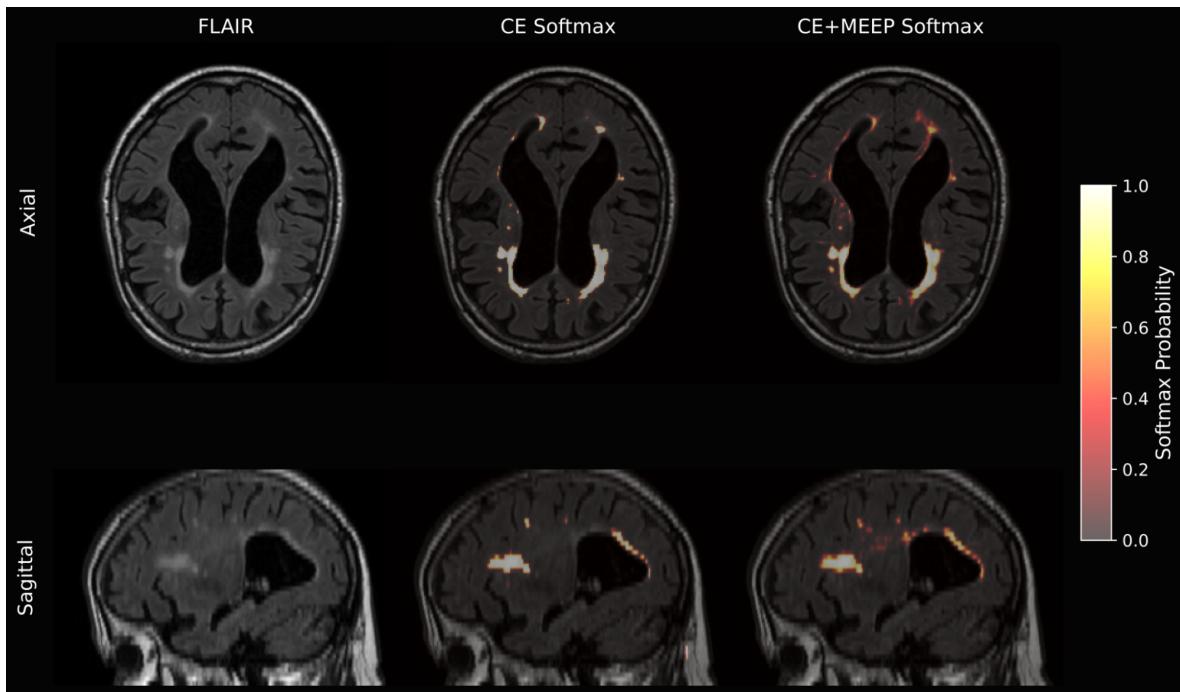 FLAIR
CE Softmax
CE+MEEP Softmax
Axial
Sagittal
1.0
0.8
0.6
0.4
0.2
0.0
Softmax Probability